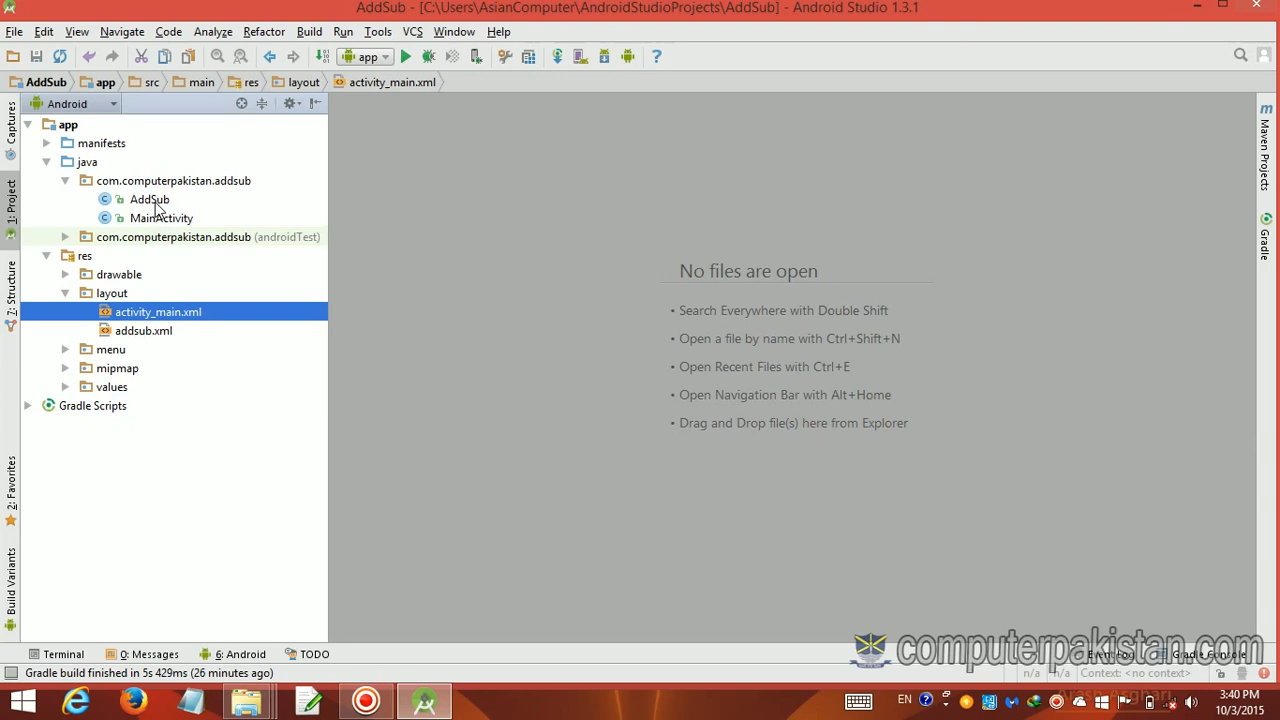 AddSub - [C:\Users\AsianComputer\AndroidStudioProjects\AddSub] - Android Studio 1.3.1
File Edit View Navigate Code Analyze Refactor Build Run Tools VCS Window Help
app
AddSub app src main res layout activity_main.xml
Captures
1: Project
7: Structure
2: Favorites
Build Variants
Android
app
manifests
java
com.computerpakistan.addsub
AddSub
MainActivity
com.computerpakistan.addsub (androidTest)
res
drawable
layout
activity_main.xml
addsub.xml
menu
mipmap
values
Gradle Scripts
No files are open
• Search Everywhere with Double Shift
• Open a file by name with Ctrl+Shift+N
• Open Recent Files with Ctrl+E
• Open Navigation Bar with Alt+Home
• Drag and Drop file(s) here from Explorer
m
Maven Projects
Gradle
computerpakistan.com
Terminal 0: Messages 6: Android TODO Event Log Gradle Console
Gradle build finished in 5s 429ms (26 minutes ago) n/a n/a Context: <no context>
Arash Asghari
EN 3:40 PM
10/3/2015